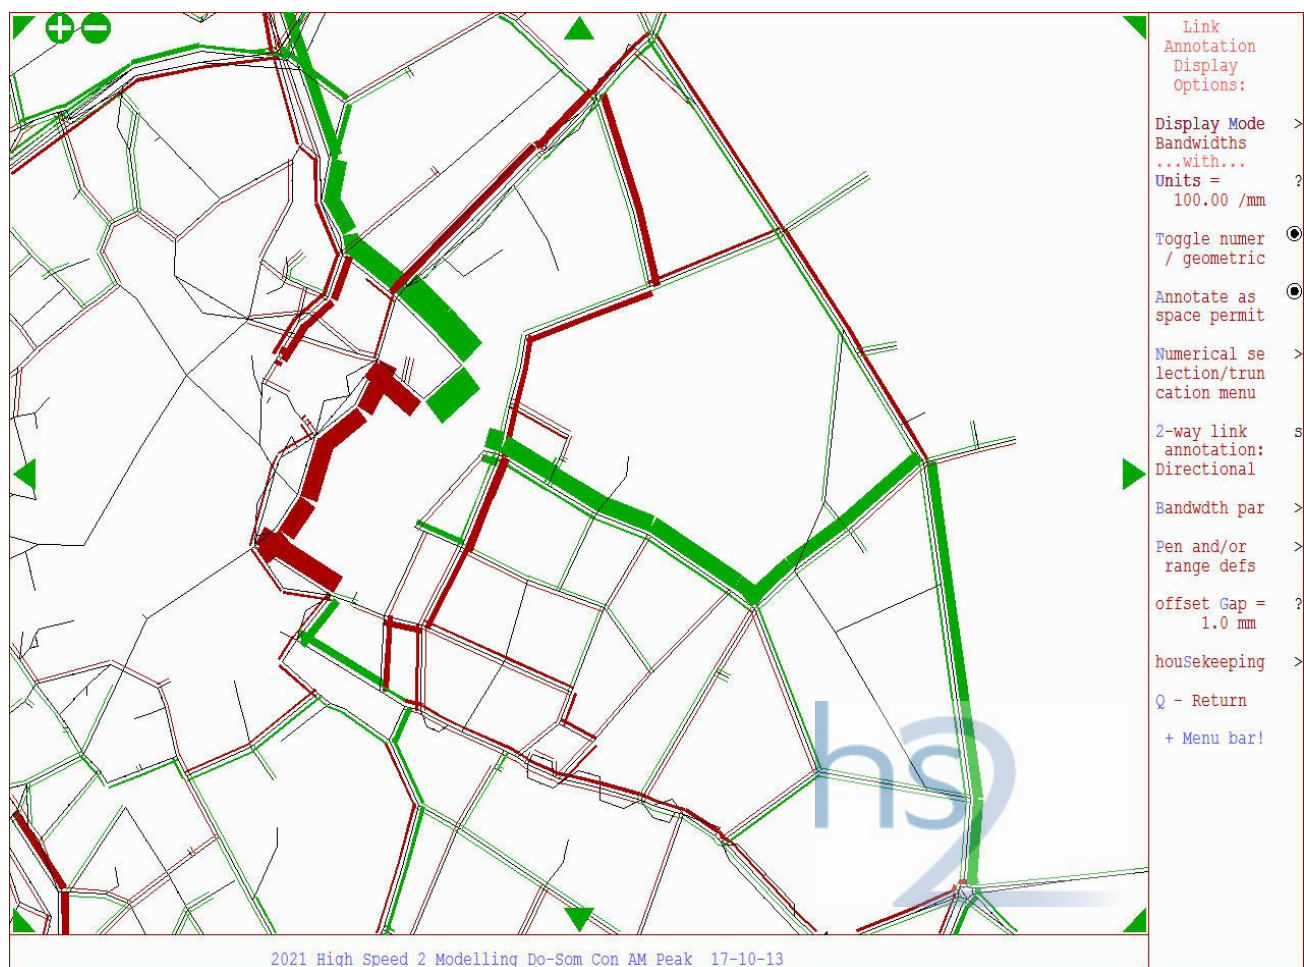 Link
Annotation
Display
Options:
Display Mode >
Bandwidths
...with...
Units = ?
100.00 /mm
Toggle numer
/ geometric
Annotate as
space permit
Numerical se >
lection/trun
cation menu
2-way link s
annotation:
Directional
Bandwdth par >
Pen and/or >
range defs
offset Gap = ?
1.0 mm
houSekeeping >
Q - Return
+ Menu bar!
hs2
2021 High Speed 2 Modelling Do-Som Con AM Peak 17-10-13